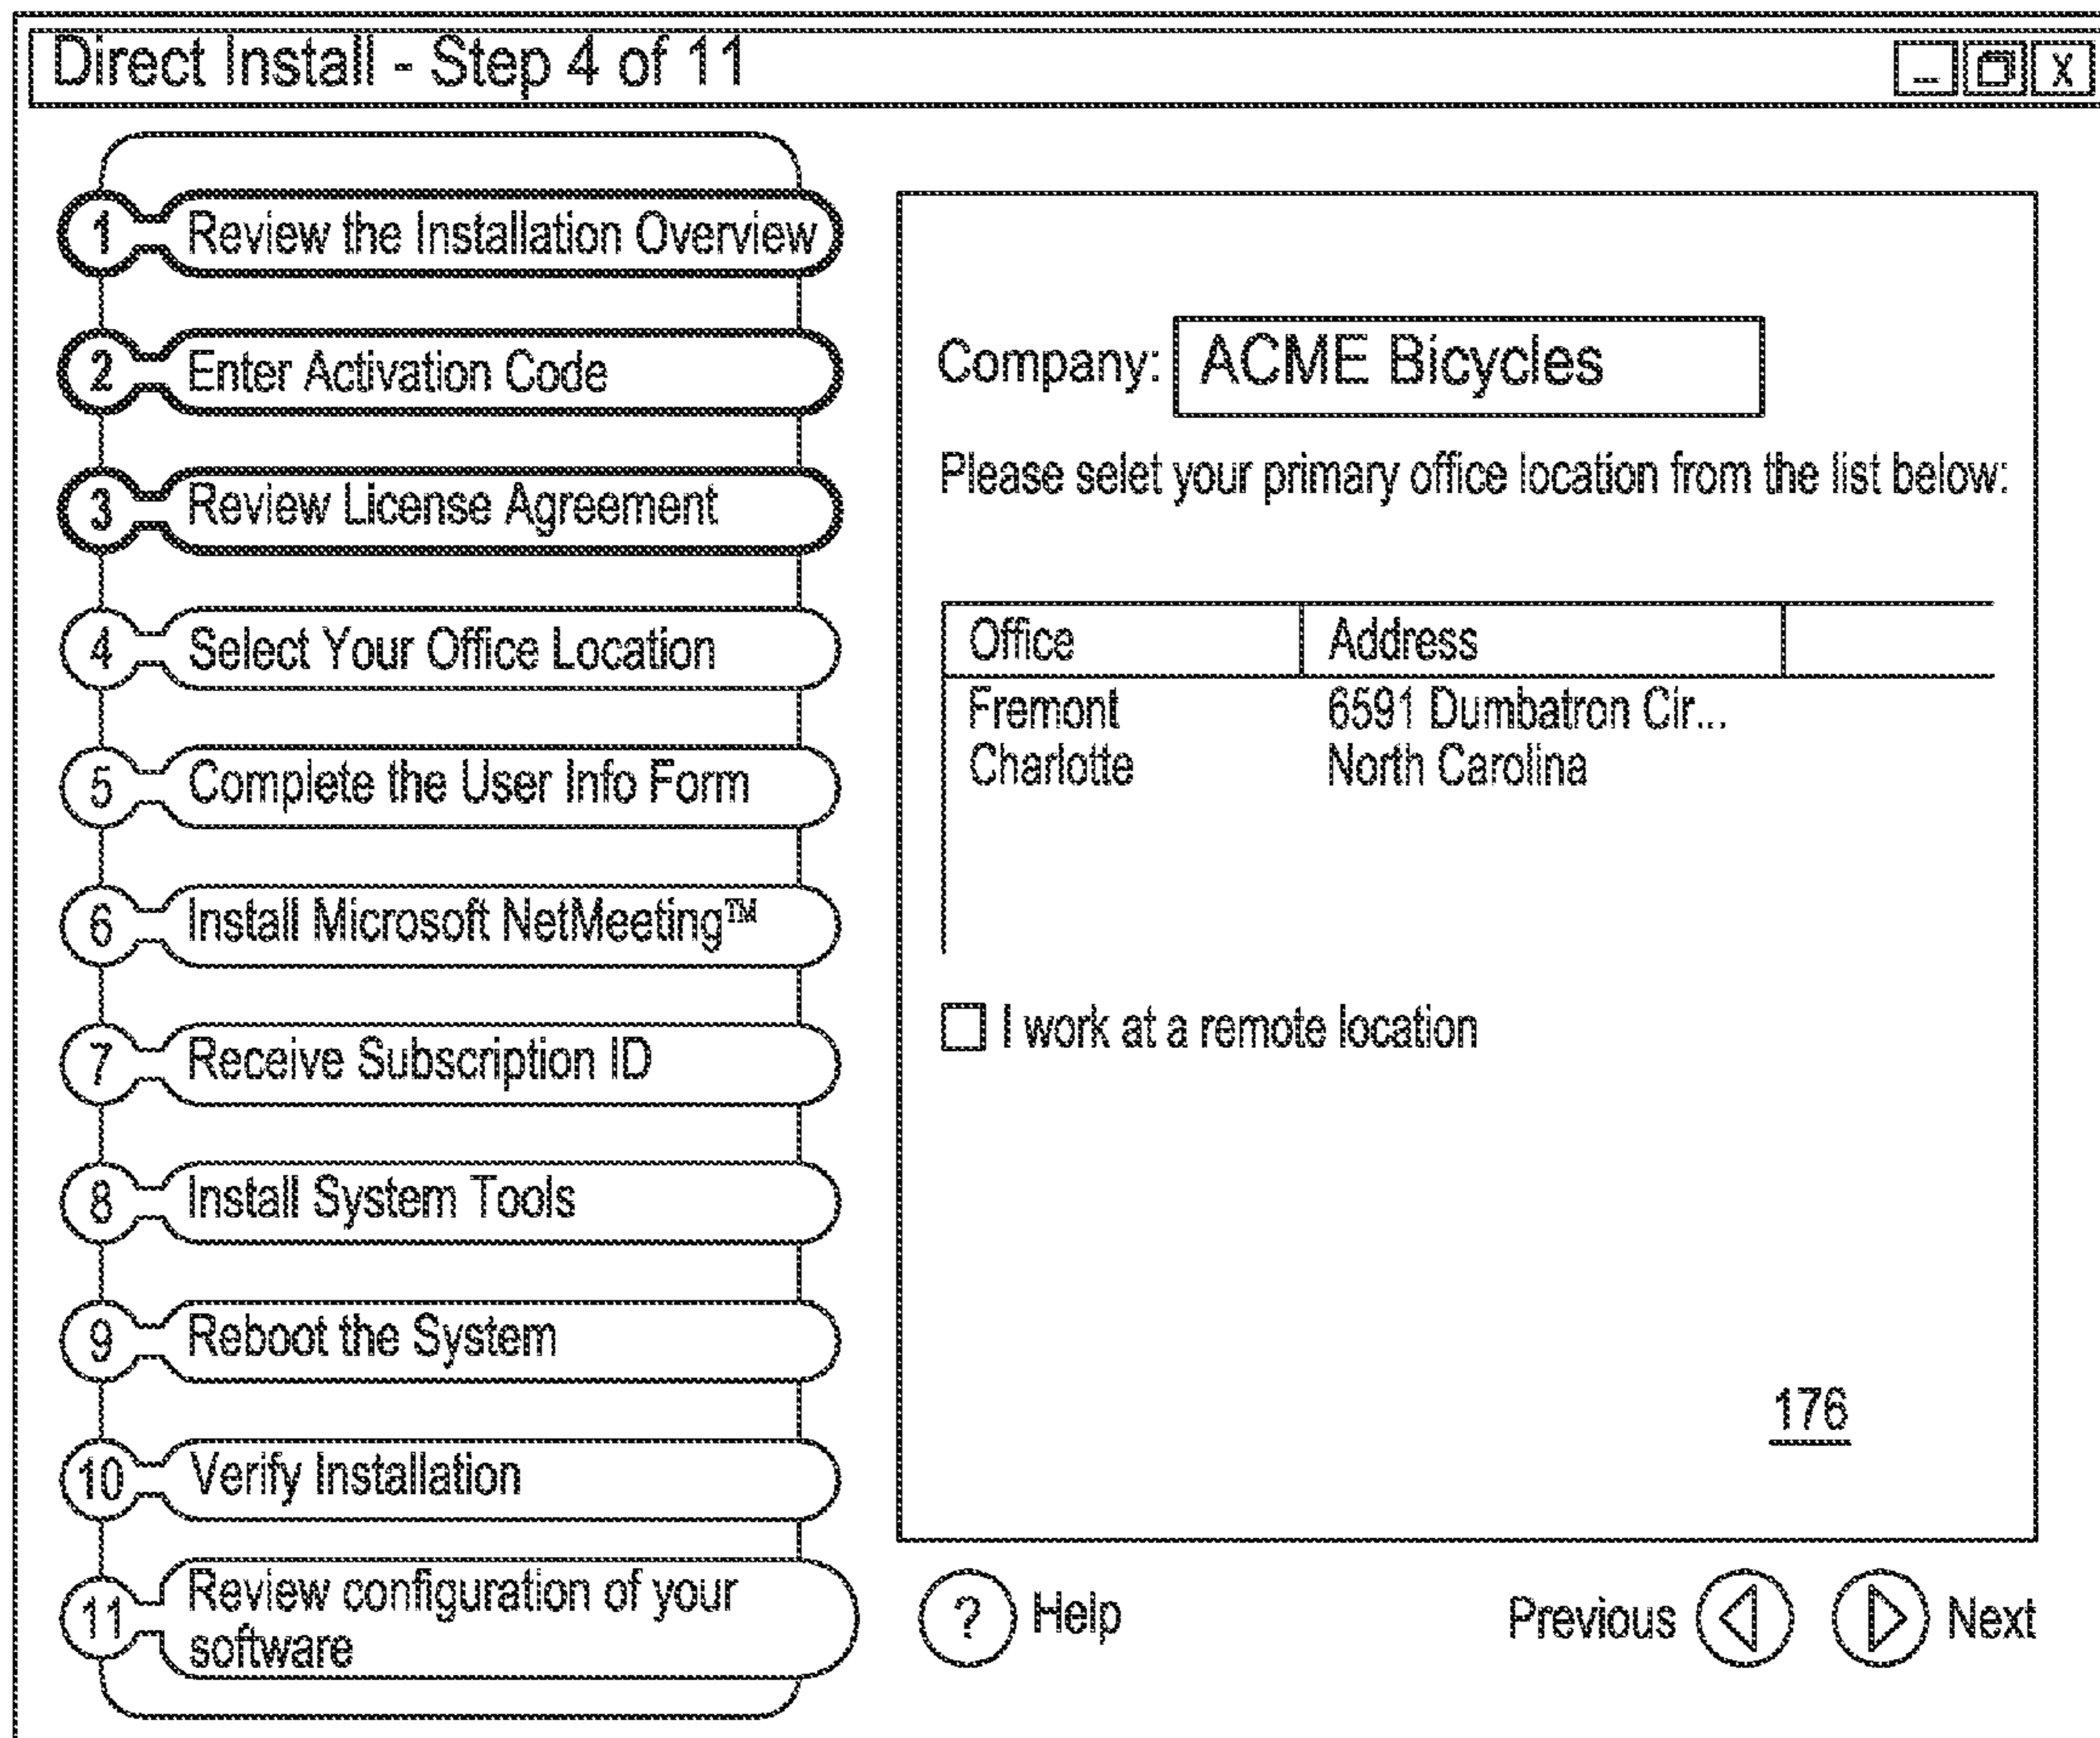 Direct Install - Step 4 of 11
X
1 Review the Installation Overview
2 Enter Activation Code
3 Review License Agreement
4 Select Your Office Location
5 Complete the User Info Form
6 Install Microsoft NetMeeting™
7 Receive Subscription ID
8 Install System Tools
9 Reboot the System
10 Verify Installation
11 Review configuration of your
software
Company: ACME Bicycles
Please selet your primary office location from the list below:
Office Address
Fremont 6591 Dumbatron Cir...
Charlotte North Carolina
I work at a remote location
176
? Help Previous Next